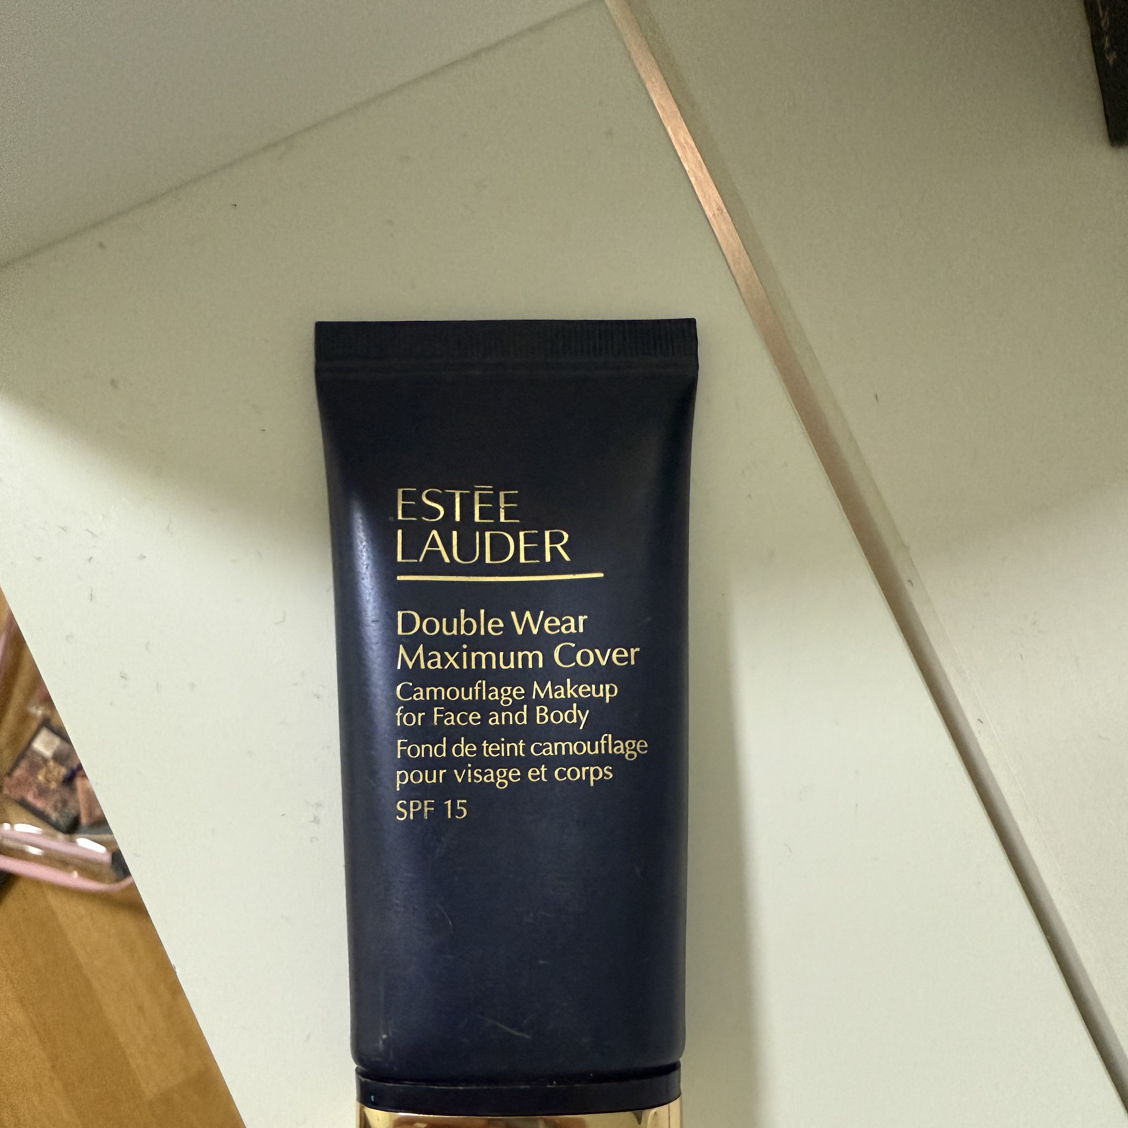 ESTĒE
LAUDER
Double Wear
Maximum Cover
Camouflage Makeup
for Face and Body
Fond de teint camouflage
pour visage et corps
SPF 15